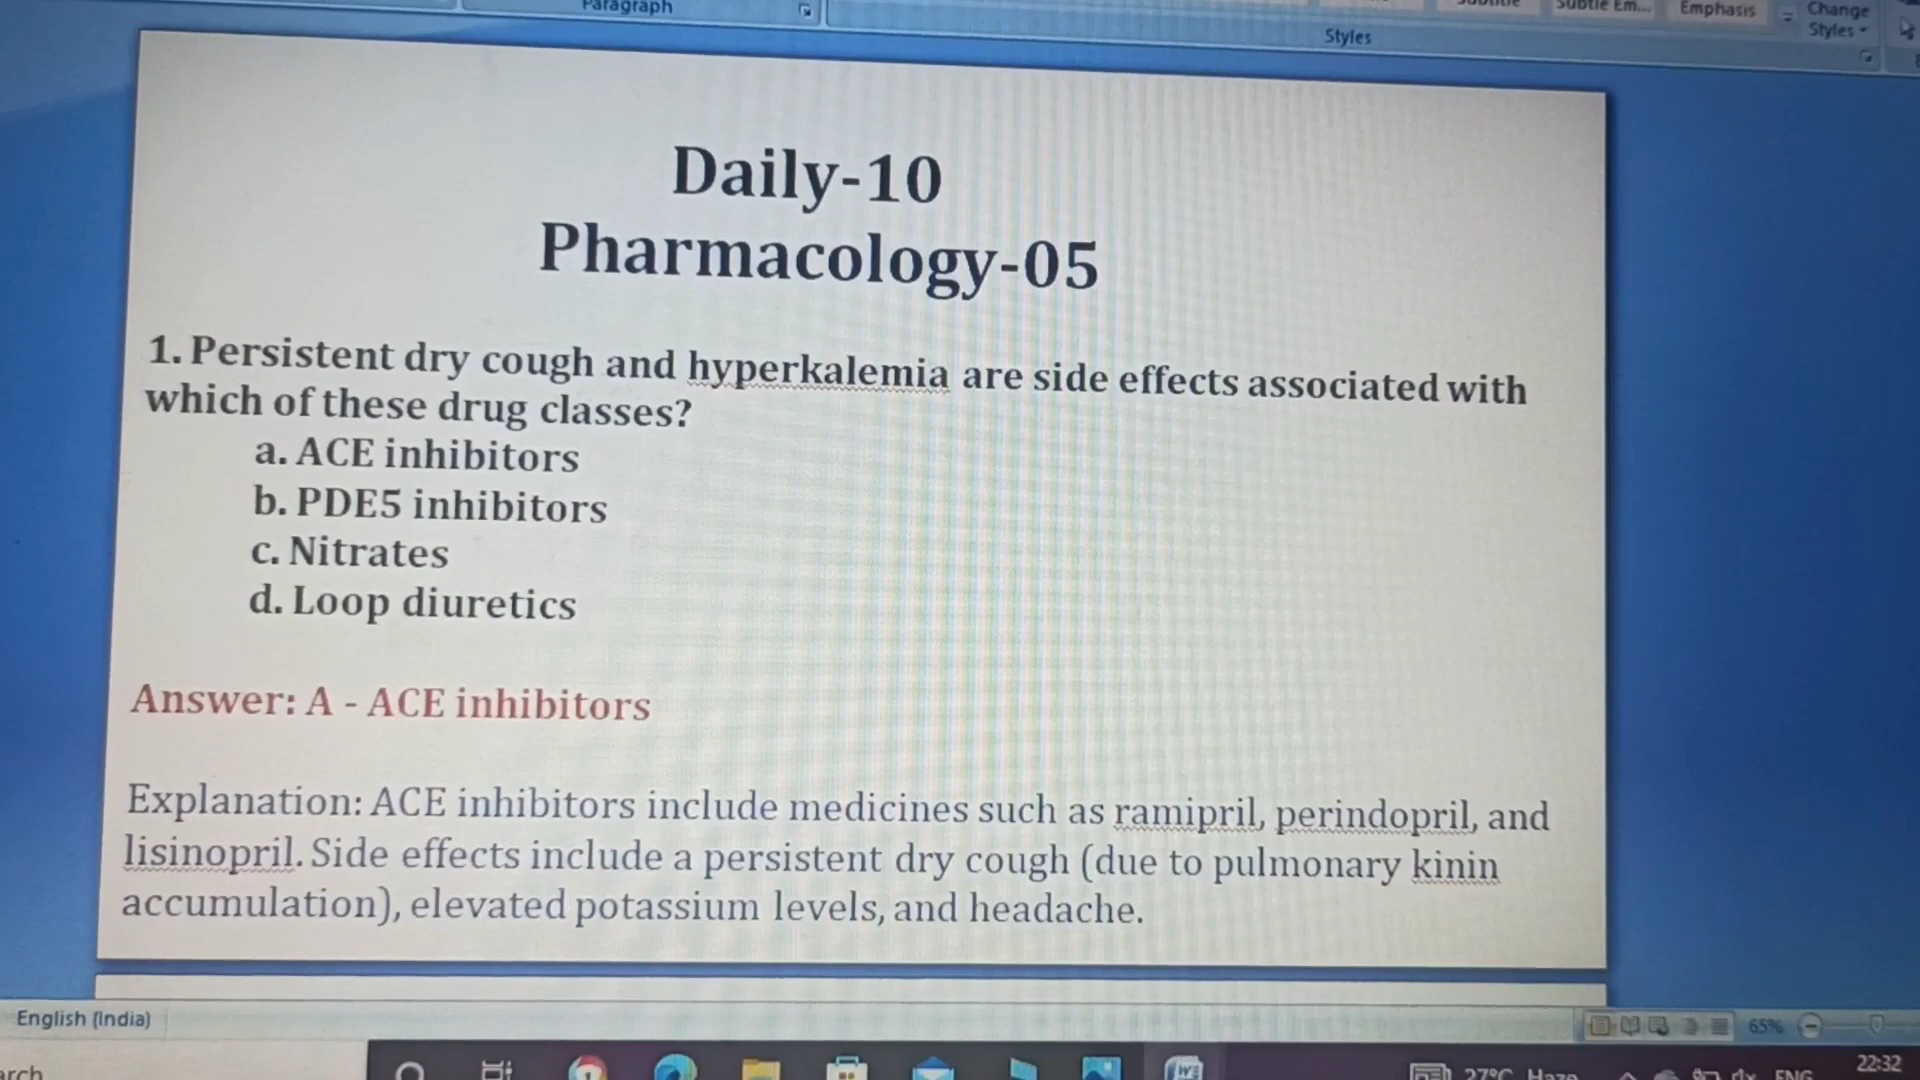 Paragraph
Emphasis
Change
Styles
Styles
Daily-10
Pharmacology-05
1. Persistent dry cough and hyperkalemia are side effects associated with
which of these drug classes?
a. ACE inhibitors
b. PDE5 inhibitors
c. Nitrates
d. Loop diuretics
Answer: A - ACE inhibitors
Explanation: ACE inhibitors include medicines such as ramipril, perindopril, and
lisinopril. Side effects include a persistent dry cough (due to pulmonary kinin
accumulation), elevated potassium levels, and headache.
English (India)
65%
27°C Haze
ENG
22:32